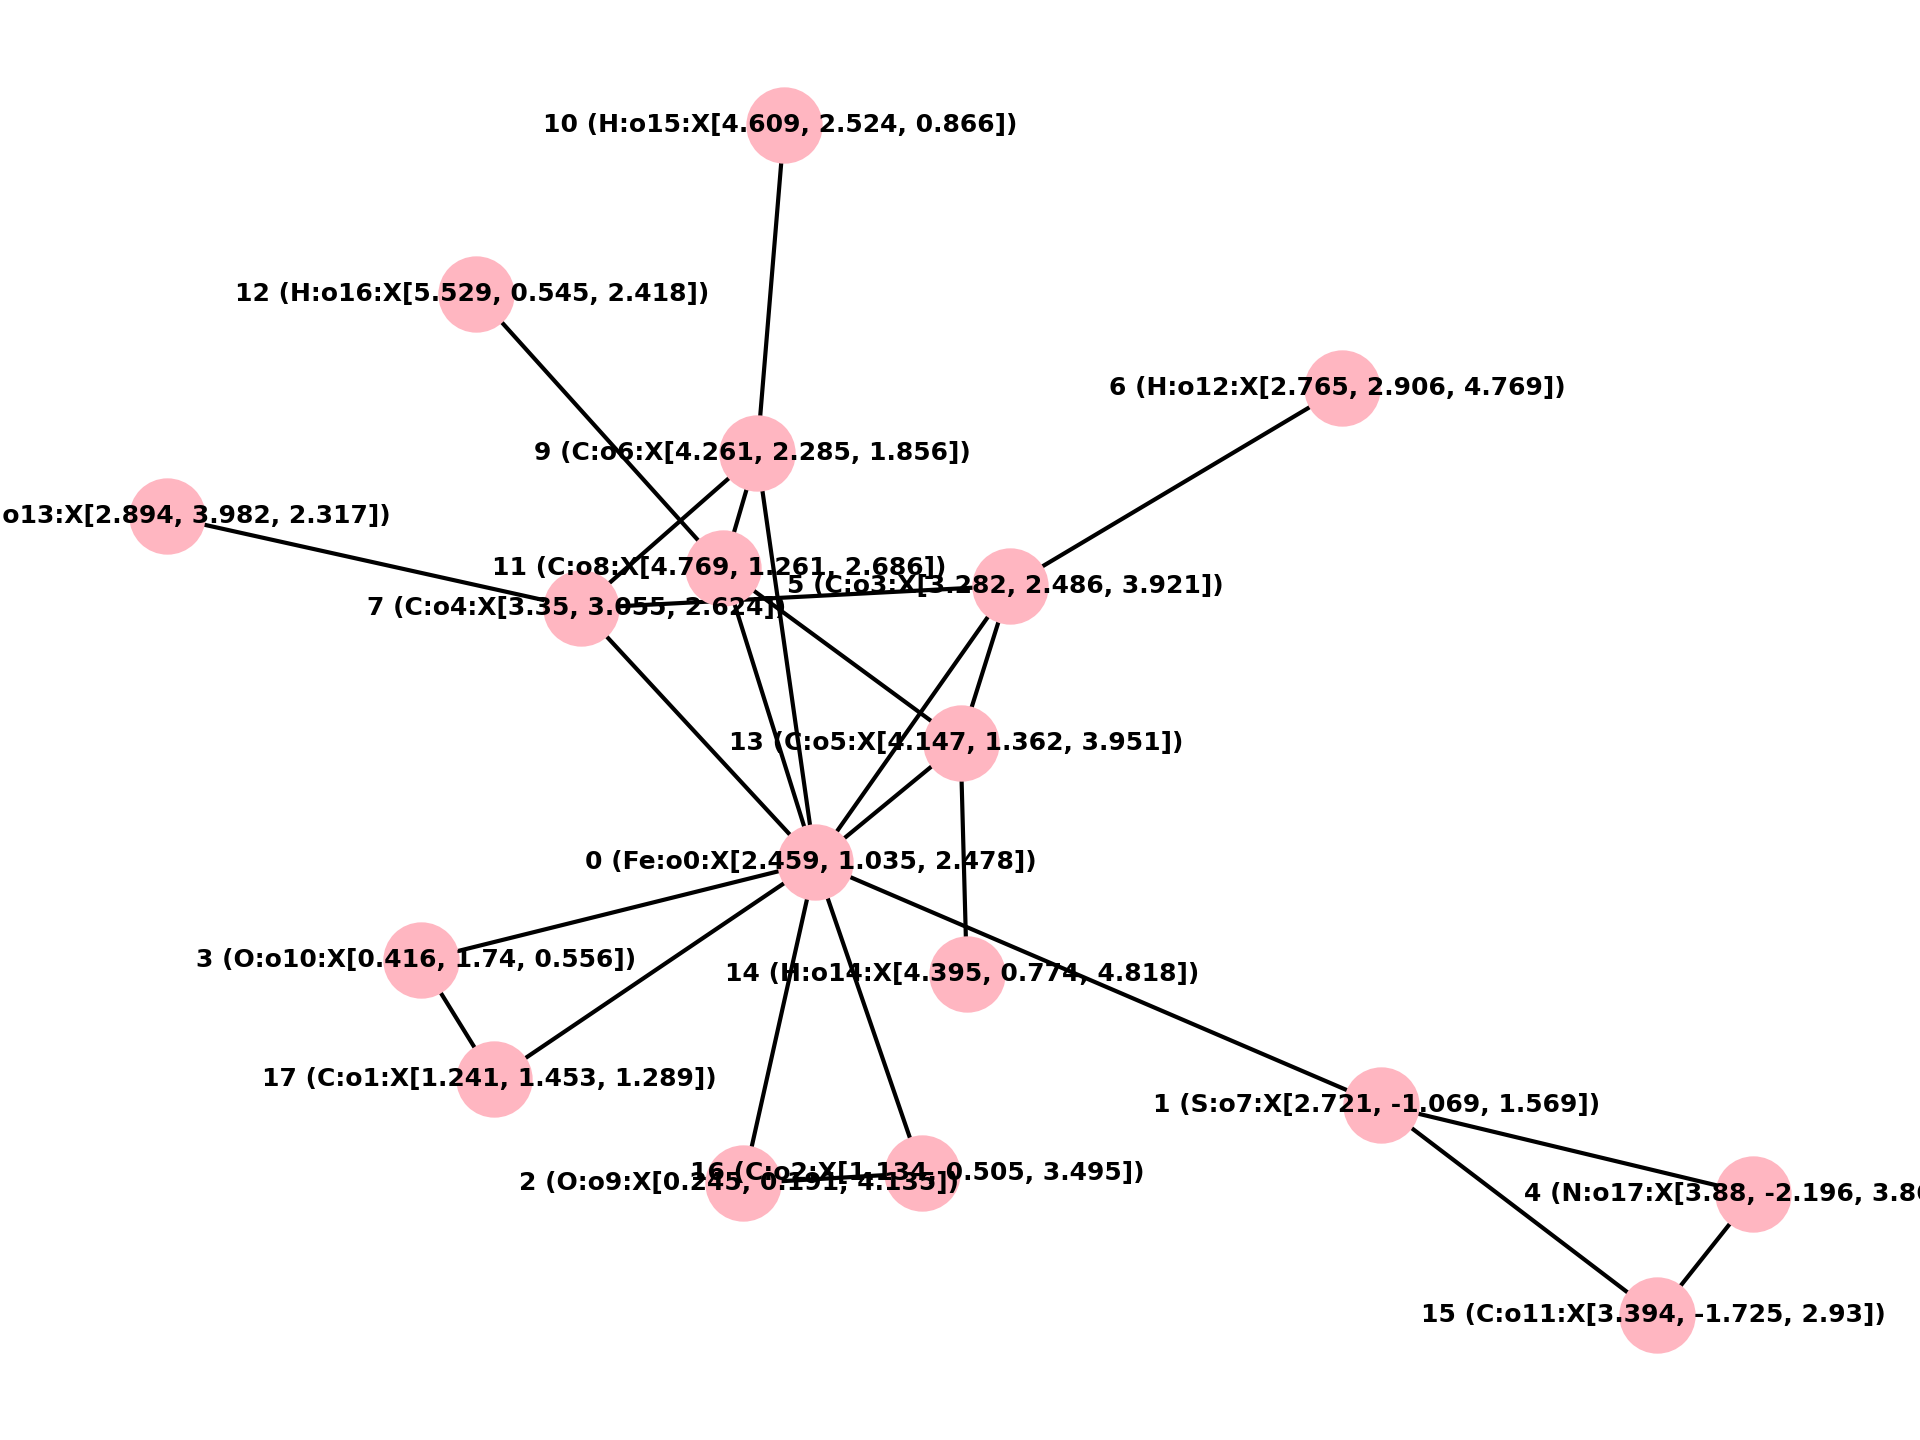 10 (H:o15:X[4.609, 2.524, 0.866])
12 (H:o16:X[5.529, 0.545, 2.418])
6 (H:o12:X[2.765, 2.906, 4.769])
9 (C:o6:X[4.261, 2.285, 1.856])
o13:X[2.894, 3.982, 2.317])
11 (C:o8:X[4.769, 1.261, 2.686])
5 (C:o3:X[3.282, 2.486, 3.921])
7 (C:o4:X[3.35, 3.055, 2.624])
13 (C:o5:X[4.147, 1.362, 3.951])
0 (Fe:o0:X[2.459, 1.035, 2.478])
3 (O:o10:X[0.416, 1.74, 0.556])
14 (H:o14:X[4.395, 0.774, 4.818])
17 (C:o1:X[1.241, 1.453, 1.289])
1 (S:o7:X[2.721, -1.069, 1.569])
16 (C:o2:X[1.134, 0.505, 3.495])
2 (O:o9:X[0.245, 0.191, 4.135])
4 (N:o17:X[3.88, -2.196,
15 (C:o11:X[3.394, -1.725, 2.93])